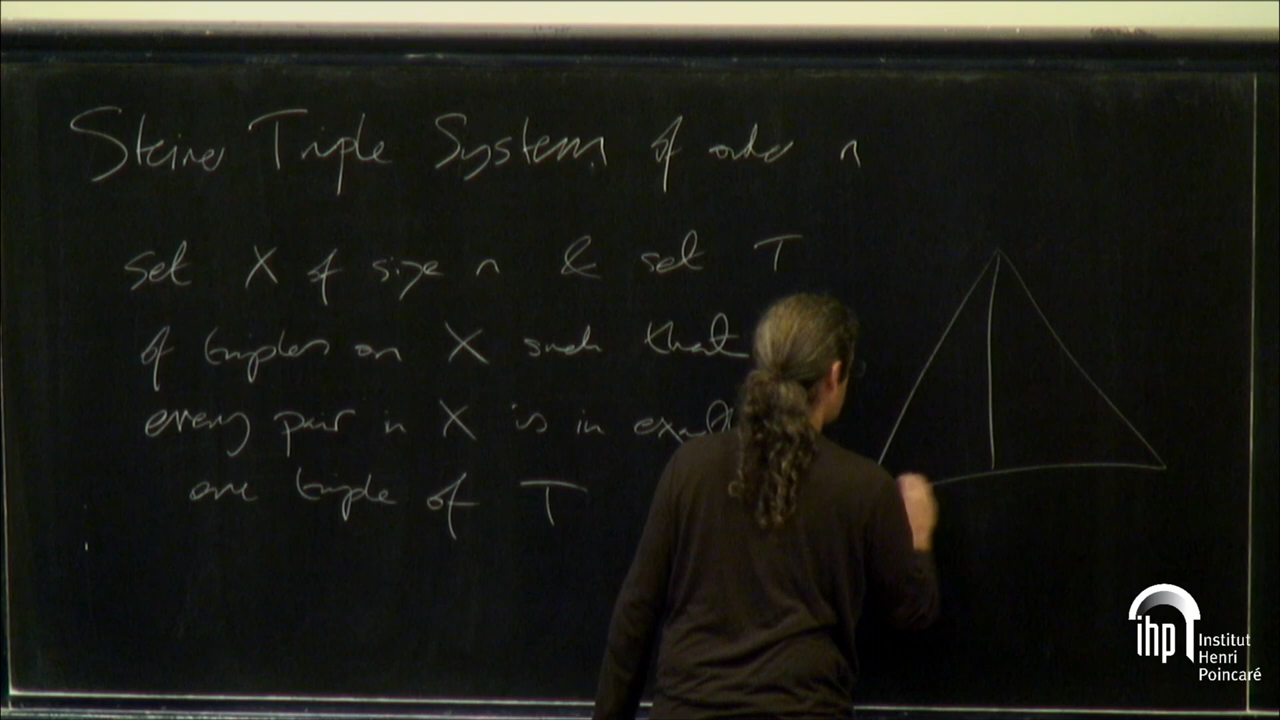 Steiner Triple System of order n
set X of size n & set T
of triples on X such that
every pair in X is in
one triple of T
ihp Institut
Henri
Poincaré